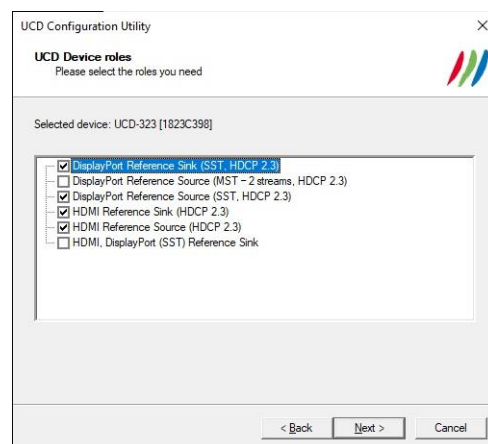 UCD Configuration Utility
UCD Device roles
Please select the roles you need
Selected device: UCD-323 [1823C398]
DisplayPort Reference Sink (SST, HDCP 2.3)
DisplayPort Reference Source (MST – 2 streams, HDCP 2.3)
DisplayPort Reference Source (SST, HDCP 2.3)
HDMI Reference Sink (HDCP 2.3)
HDMI Reference Source (HDCP 2.3)
HDMI, DisplayPort (SST) Reference Sink
< Back Next > Cancel